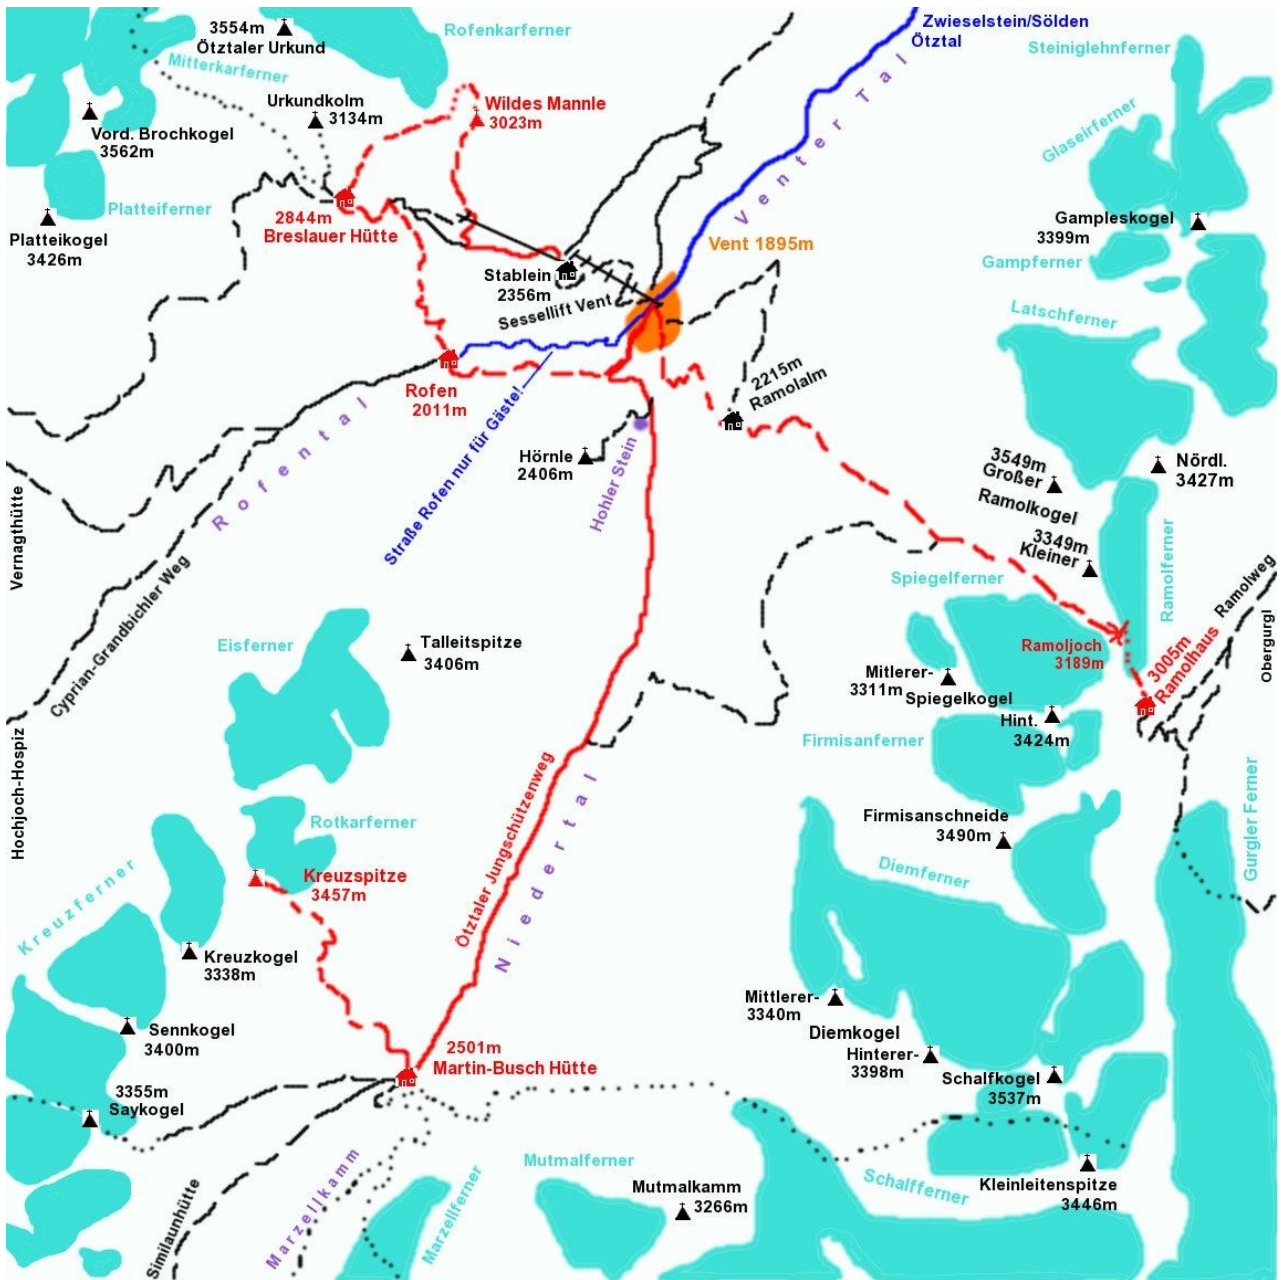 3554m
Ötztaler Urkund
Rofenkarferner
Zwieselstein/Sölden
Ötztal
Steiniglehnferner
Mitterkarferner
Urkundkolm
3134m
Wildes Mannle
3023m
Vord. Brochkogel
3562m
Glaseirferner
Venter Tal
Platteiferner
Platteikogel
3426m
2844m
Breslauer Hütte
Gampleskogel
3399m
Vent 1895m
Gampferner
Stablein
2356m
Sessellift Vent
Latschferner
Rofen
2011m
2215m
Ramolalm
Straße Rofen nur für Gäste!
Rofental
Hörnle
2406m
Hohler Stein
3549m
Großer
Ramolkogel
3349m
Kleiner
Nördl.
3427m
Vernagthütte
Cyprian-Grandbichler Weg
Spiegelferner
Ramolferner
Ramolweg
Obergurgl
Eisferner
Talleitspitze
3406m
Ramoljoch
3189m
3005m
Ramolhaus
Mitlerer-
3311m
Spiegelkogel
Hint.
3424m
Firmisanferner
Hochjoch-Hospiz
Ötztaler Jungschützenweg
Niedertal
Rotkarferner
Firmisanschneide
3490m
Gurgler Ferner
Kreuzspitze
3457m
Diemferner
Kreuzferner
Kreuzkogel
3338m
Mittlerer-
3340m
Diemkogel
Hinterer-
3398m
Sennkogel
3400m
2501m
Martin-Busch Hütte
Schalfkogel
3537m
3355m
Saykogel
Mutmalferner
Marzellkamm
Marzellferner
Similaunhütte
Mutmalkamm
3266m
Schalfferner
Kleinleitenspitze
3446m